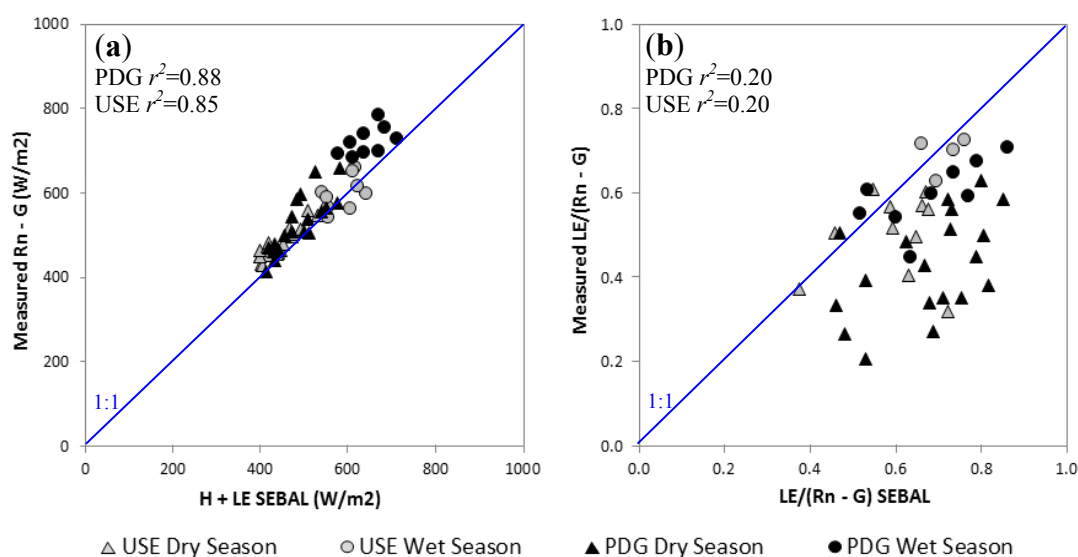 (a)
PDG r²=0.88
USE r²=0.85
Measured Rn - G (W/m2)
1000
800
600
400
200
0
1:1
0 200 400 600 800 1000
H + LE SEBAL (W/m2)
(b)
PDG r²=0.20
USE r²=0.20
Measured LE/(Rn - G)
1.0
0.8
0.6
0.4
0.2
0.0
1:1
0.0 0.2 0.4 0.6 0.8 1.0
LE/(Rn - G) SEBAL
USE Dry Season USE Wet Season PDG Dry Season PDG Wet Season